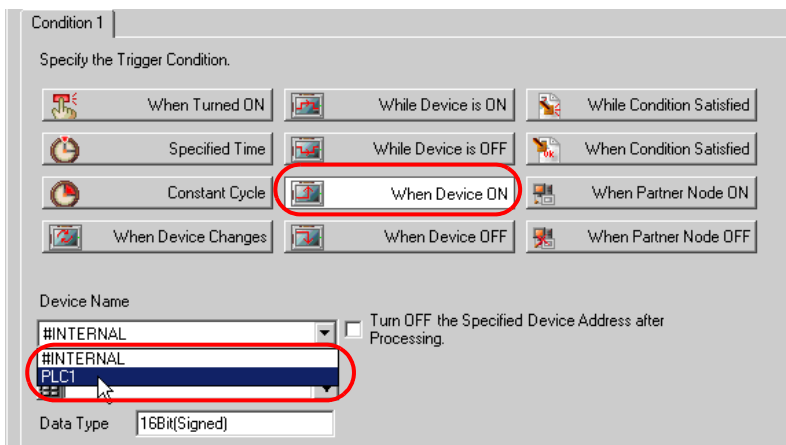 Condition 1
Specify the Trigger Condition.
When Turned ON
While Device is ON
While Condition Satisfied
Specified Time
While Device is OFF
When Condition Satisfied
Constant Cycle
When Device ON
When Partner Node ON
When Device Changes
When Device OFF
When Partner Node OFF
Device Name
#INTERNAL
Turn OFF the Specified Device Address after
Processing.
#INTERNAL
PLC1
Data Type
16Bit(Signed)